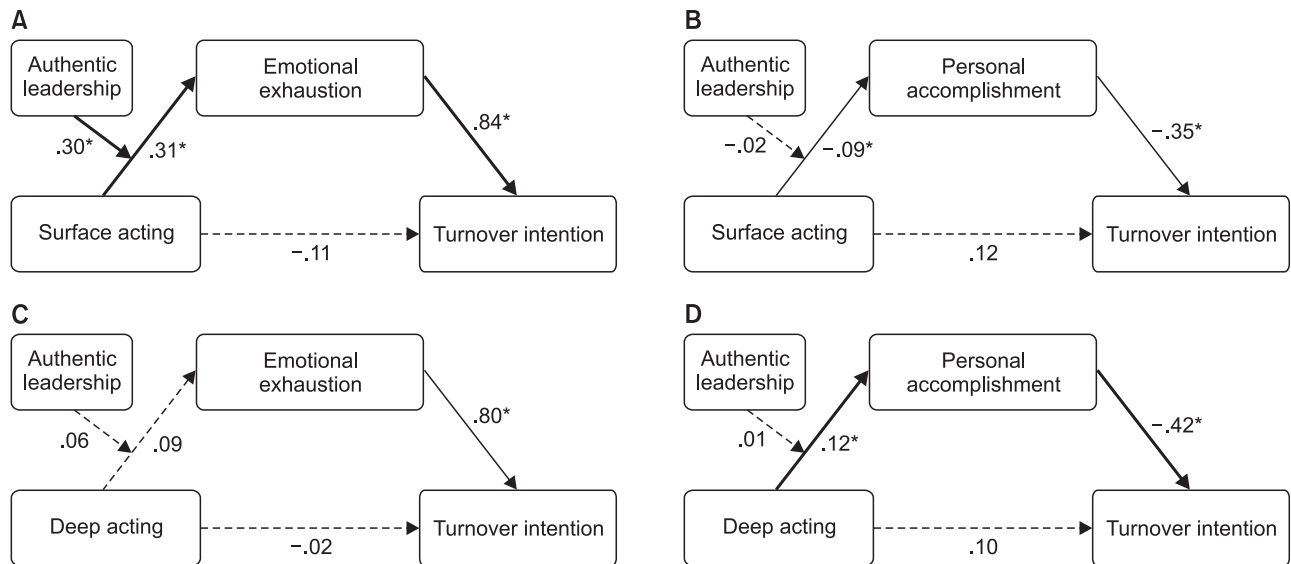 A
Authentic
leadership
Emotional
exhaustion
.30*
.31*
.84*
Surface acting
−.11
Turnover intention
B
Authentic
leadership
Personal
accomplishment
−.02
−.09*
−.35*
Surface acting
.12
Turnover intention
C
Authentic
leadership
Emotional
exhaustion
.06
.09
.80*
Deep acting
−.02
Turnover intention
D
Authentic
leadership
Personal
accomplishment
.01
.12*
−.42*
Deep acting
.10
Turnover intention